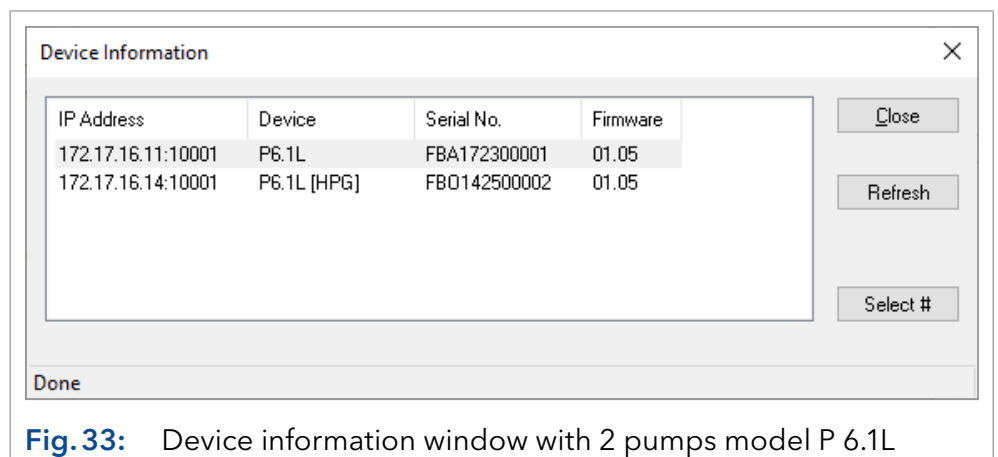 Device Information
IP Address Device Serial No. Firmware
172.17.16.11:10001 P6.1L FBA172300001 01.05
172.17.16.14:10001 P6.1L [HPG] FBO142500002 01.05
Close
Refresh
Select #
Done
Fig. 33: Device information window with 2 pumps model P 6.1L